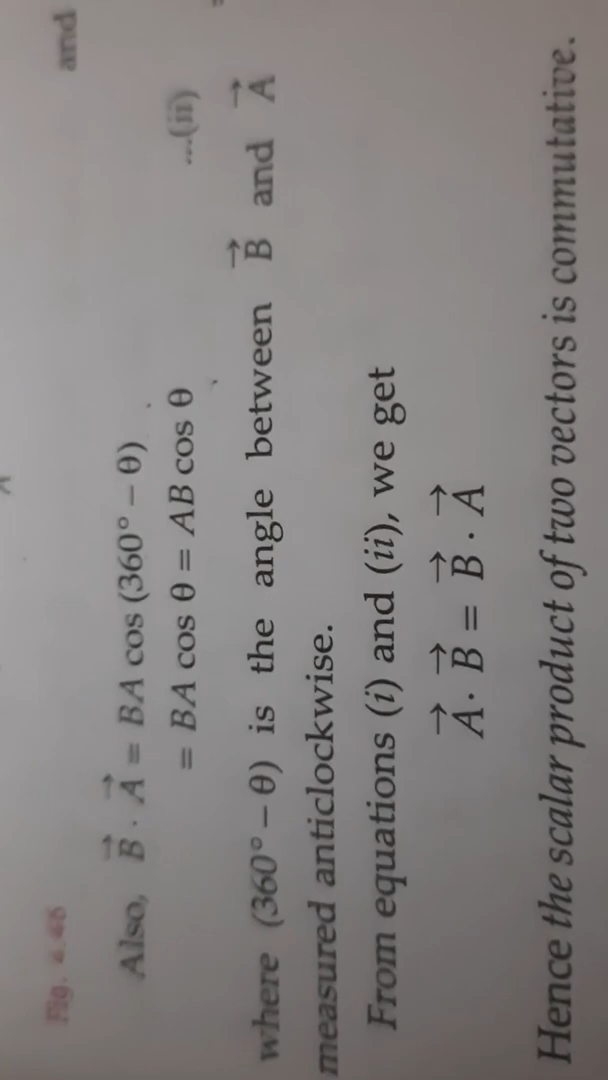 and
Also, B⃗ · A⃗ = BA cos (360° – θ)
= BA cos θ = AB cos θ ...(ii)
where (360° – θ) is the angle between B⃗ and A⃗
measured anticlockwise.
From equations (i) and (ii), we get
A⃗ · B⃗ = B⃗ · A⃗
Hence the scalar product of two vectors is commutative.